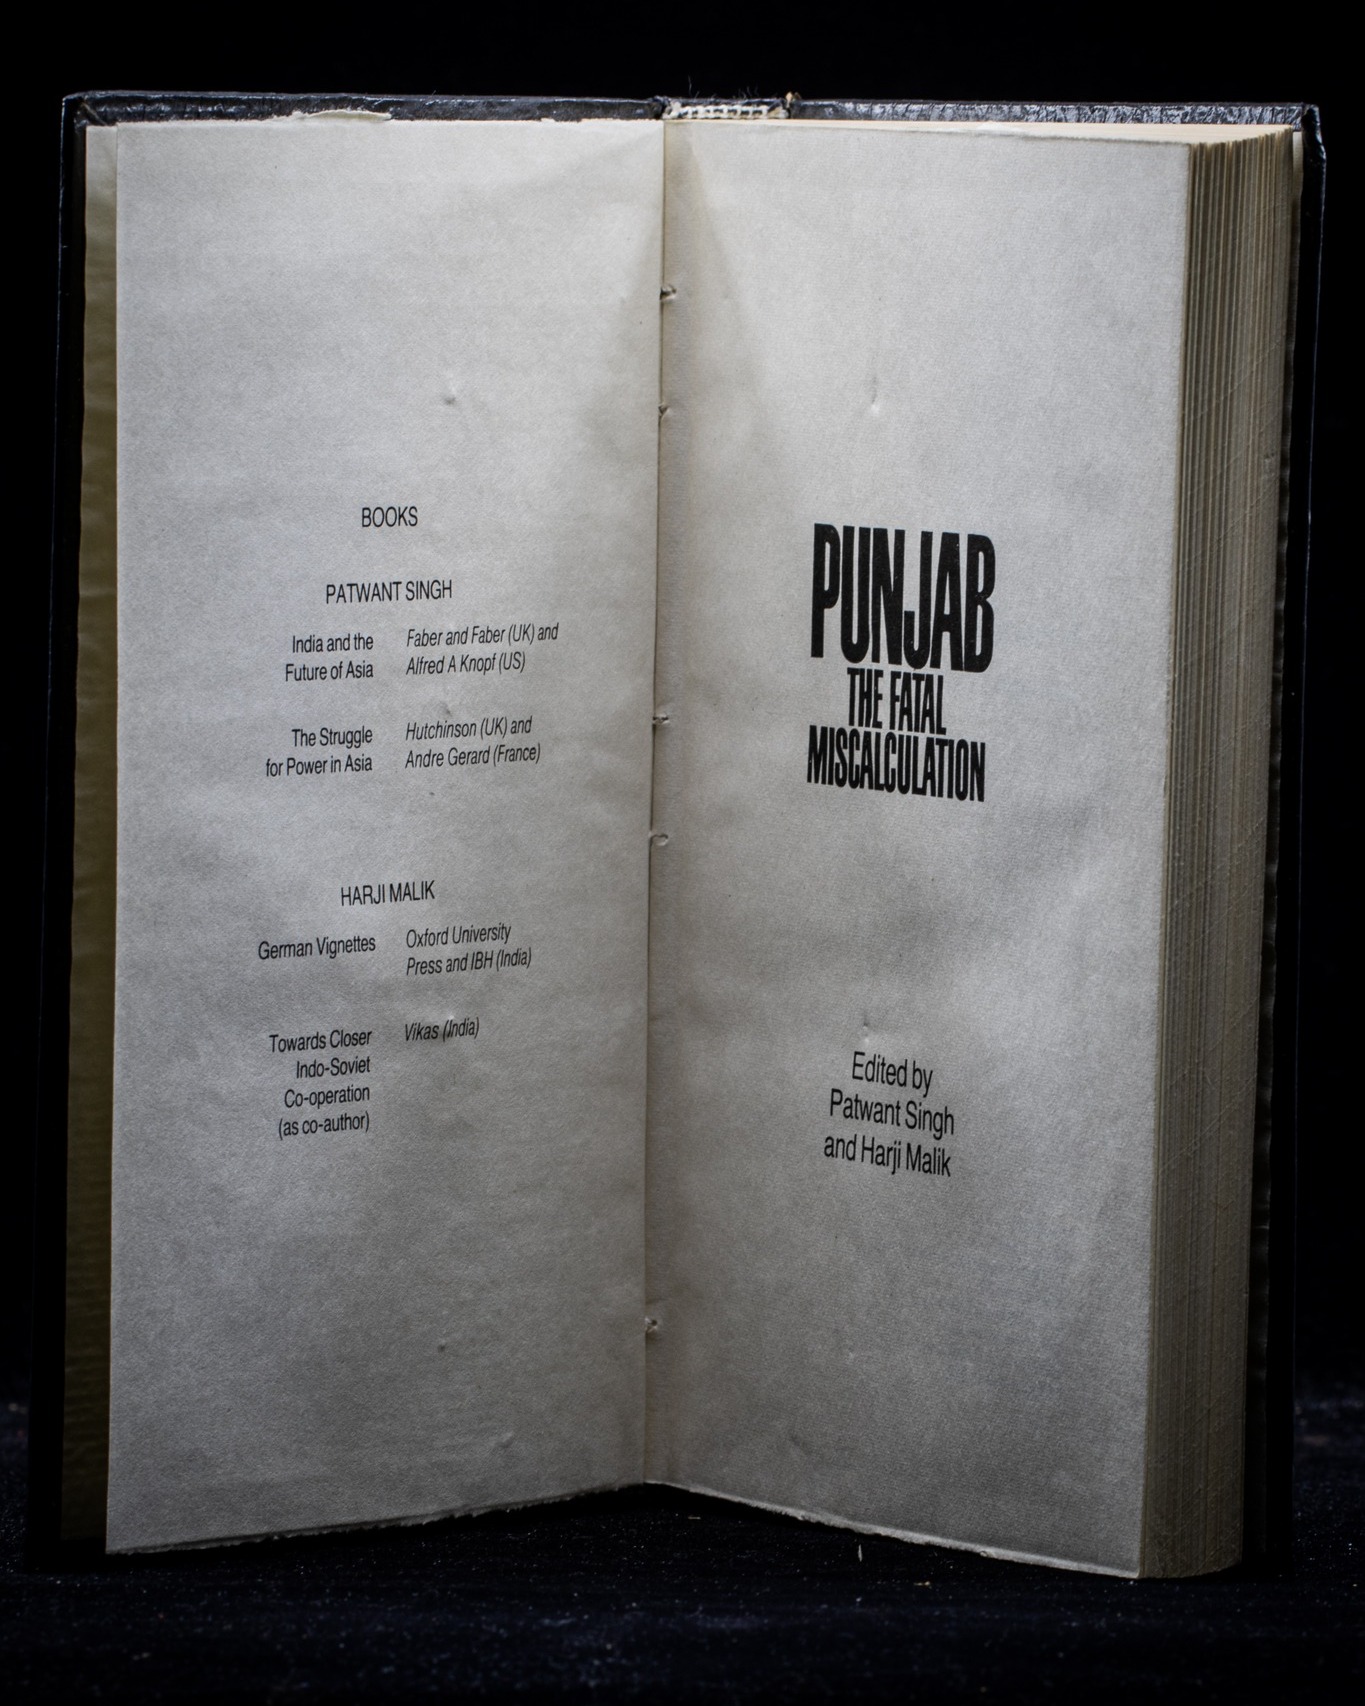 BOOKS
PATWANT SINGH
India and the
Future of Asia
Faber and Faber (UK) and
Alfred A Knopf (US)
The Struggle
for Power in Asia
Hutchinson (UK) and
Andre Gerard (France)
HARJI MALIK
German Vignettes
Oxford University
Press and IBH (India)
Towards Closer
Indo-Soviet
Co-operation
(as co-author)
Vikas (India)
PUNJAB
THE FATAL
MISCALCULATION
Edited by
Patwant Singh
and Harji Malik